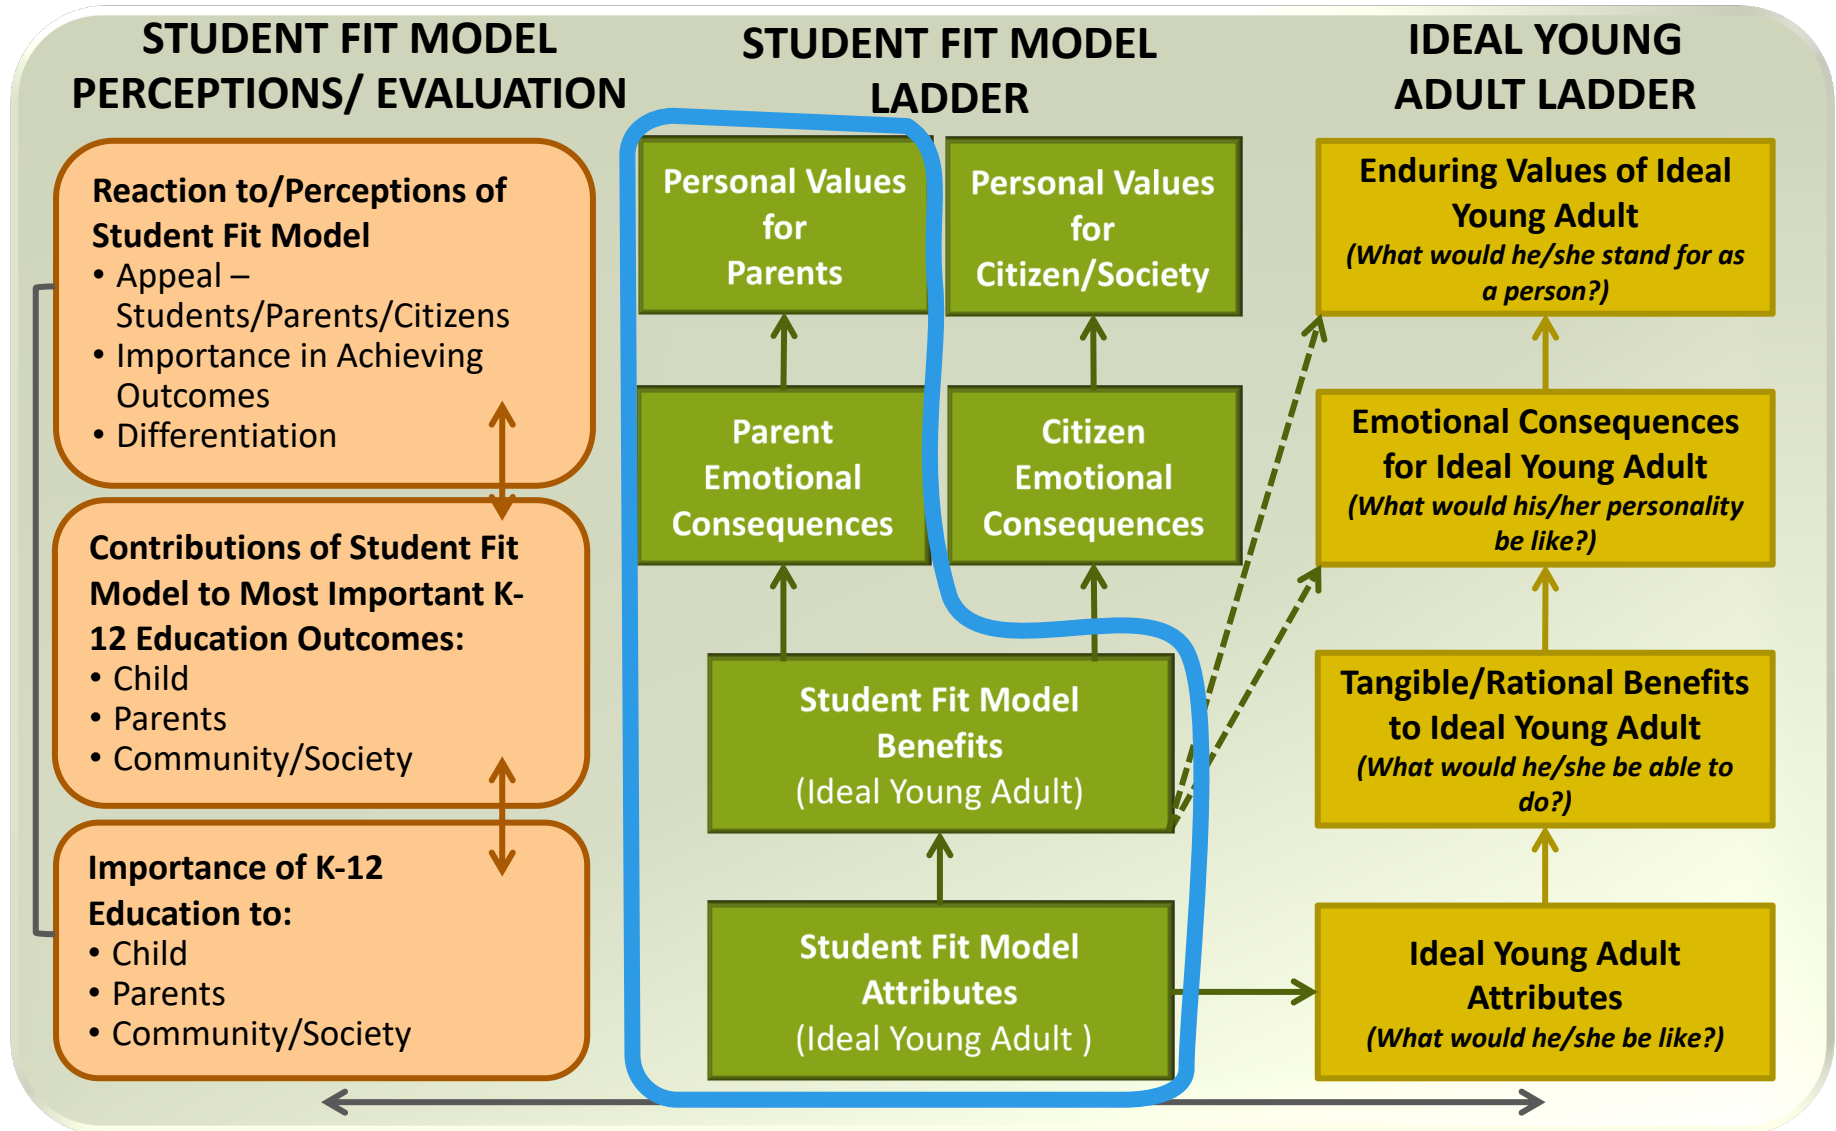 STUDENT FIT MODEL
PERCEPTIONS/ EVALUATION
Reaction to/Perceptions of
Student Fit Model
• Appeal –
Students/Parents/Citizens
• Importance in Achieving
Outcomes
• Differentiation
Contributions of Student Fit
Model to Most Important K-
12 Education Outcomes:
• Child
• Parents
• Community/Society
Importance of K-12
Education to:
• Child
• Parents
• Community/Society
STUDENT FIT MODEL
LADDER
Personal Values
for
Parents
Personal Values
for
Citizen/Society
Parent
Emotional
Consequences
Citizen
Emotional
Consequences
Student Fit Model
Benefits
(Ideal Young Adult)
Student Fit Model
Attributes
(Ideal Young Adult )
IDEAL YOUNG
ADULT LADDER
Enduring Values of Ideal
Young Adult
(What would he/she stand for as
a person?)
Emotional Consequences
for Ideal Young Adult
(What would his/her personality
be like?)
Tangible/Rational Benefits
to Ideal Young Adult
(What would he/she be able to
do?)
Ideal Young Adult
Attributes
(What would he/she be like?)